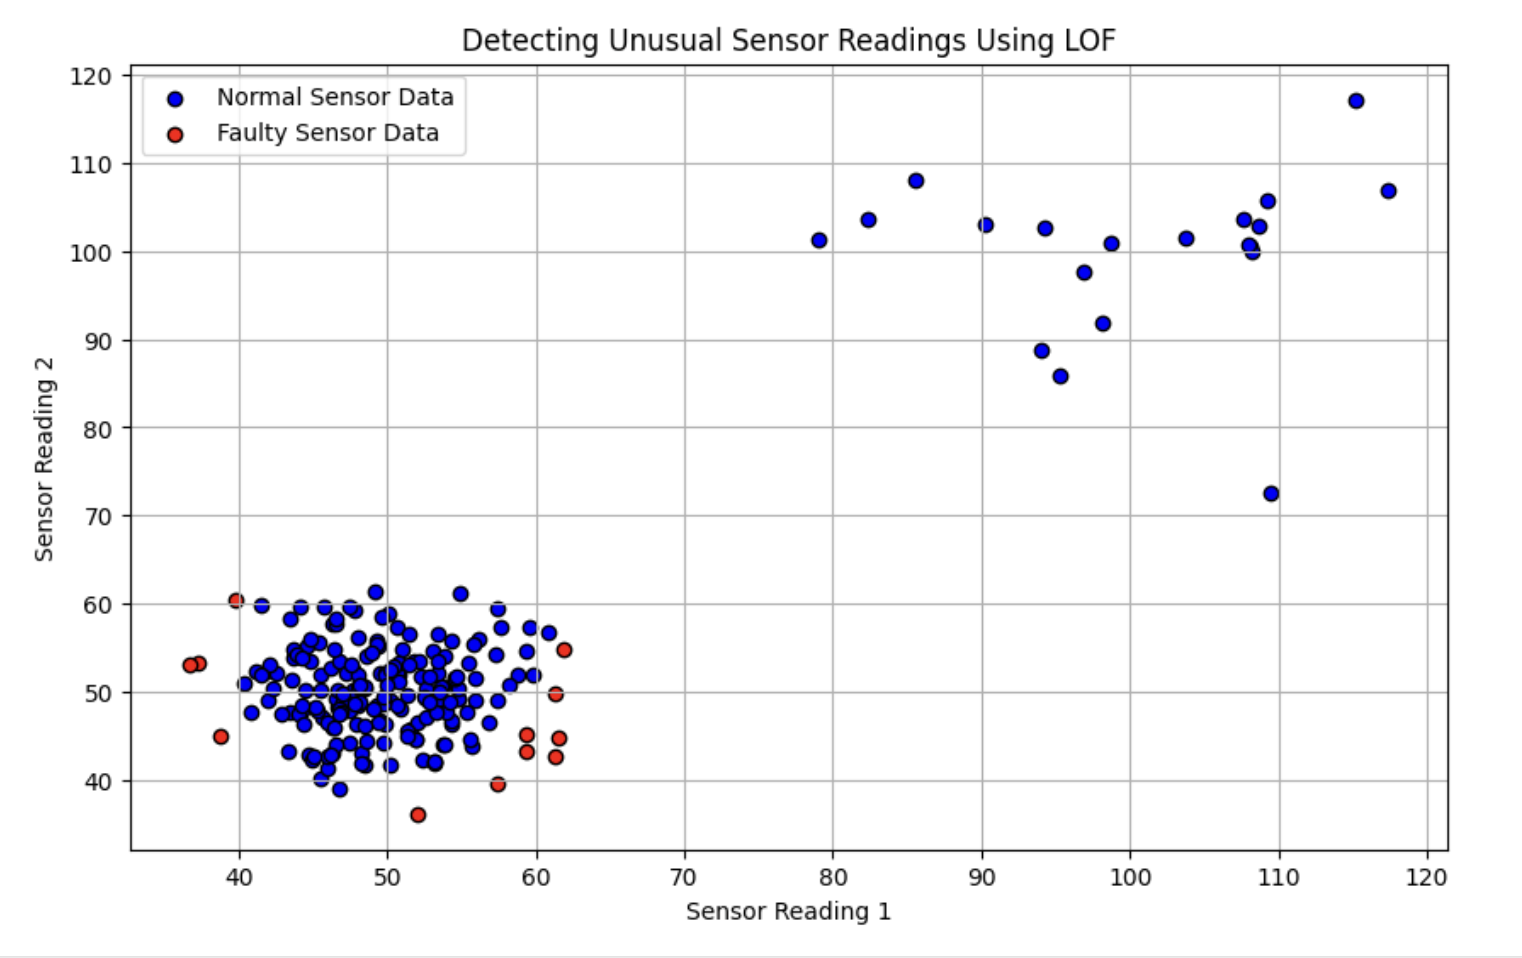 Detecting Unusual Sensor Readings Using LOF
120
Normal Sensor Data
Faulty Sensor Data
110
100
90
80
70
60
50
40
Sensor Reading 2
40 50 60 70 80 90 100 110 120
Sensor Reading 1